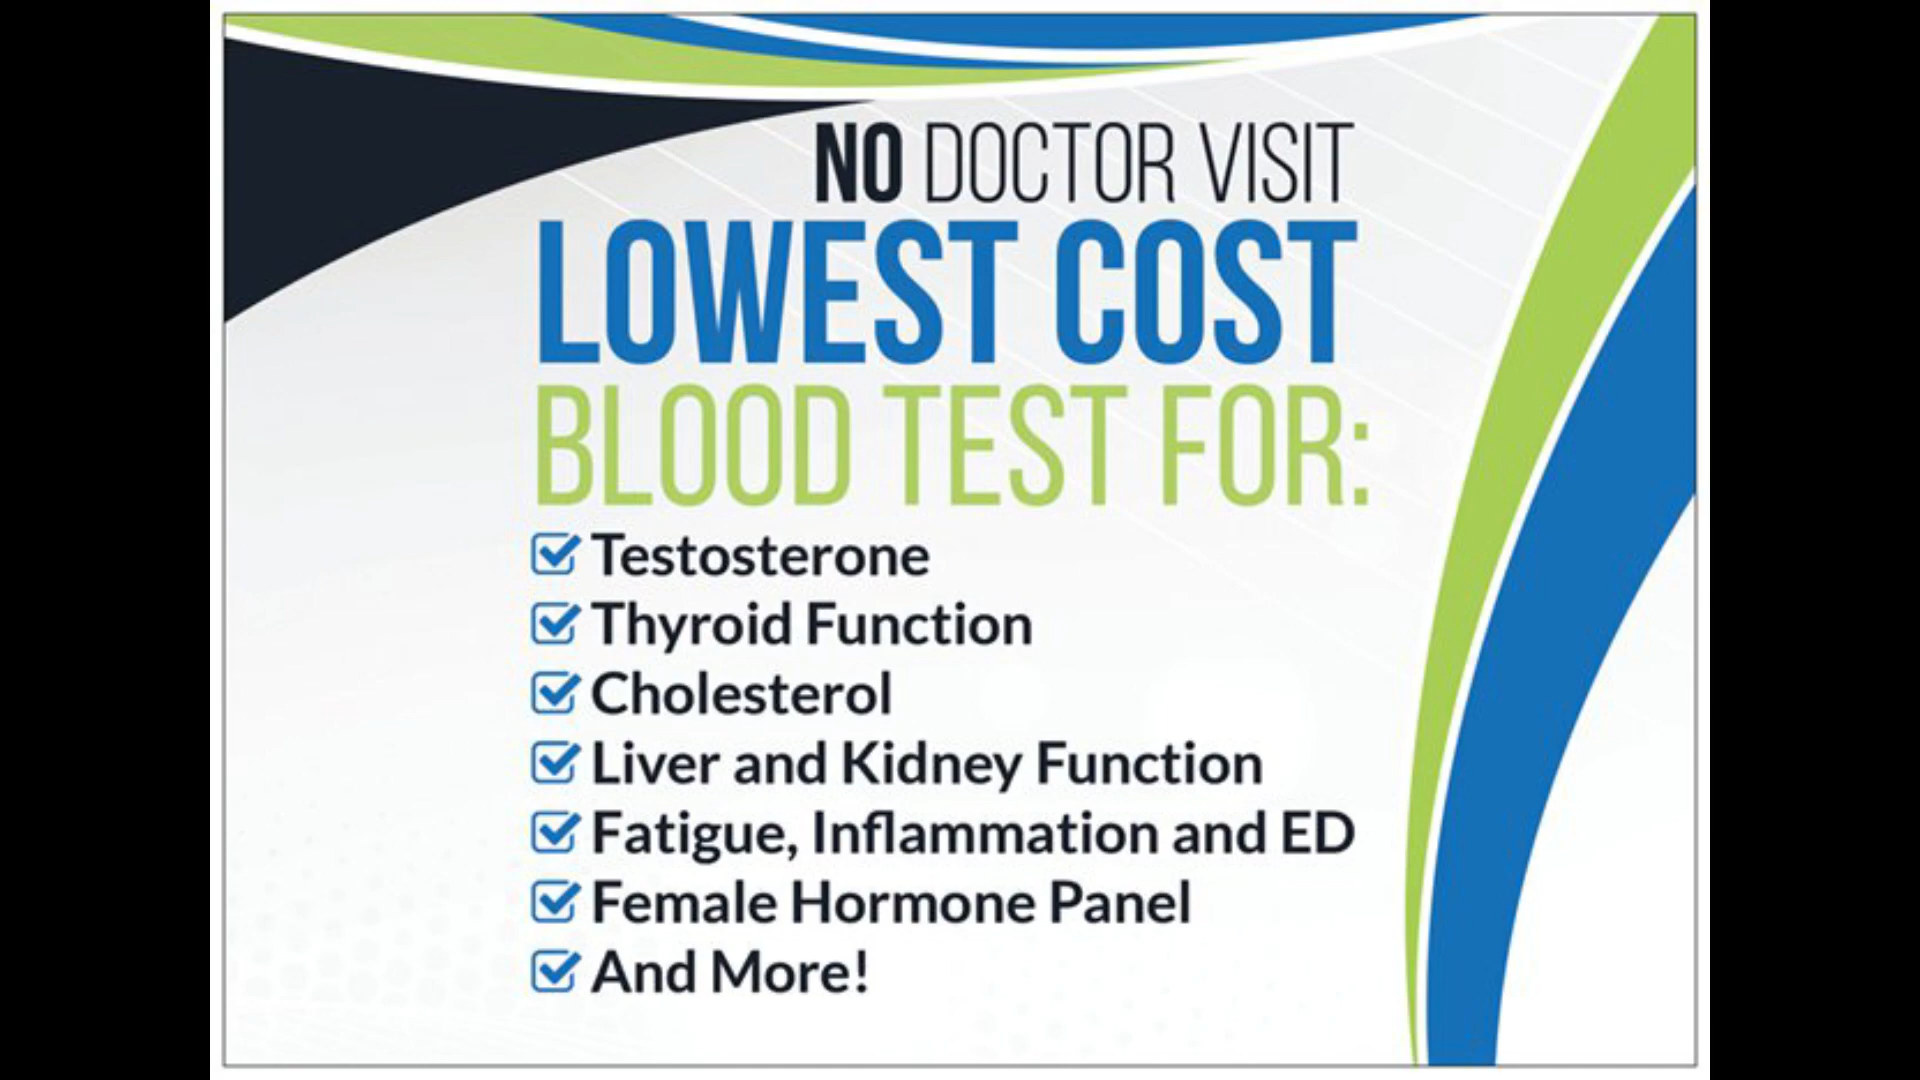 NO DOCTOR VISIT
LOWEST COST
BLOOD TEST FOR:
Testosterone
Thyroid Function
Cholesterol
Liver and Kidney Function
Fatigue, Inflammation and ED
Female Hormone Panel
And More!